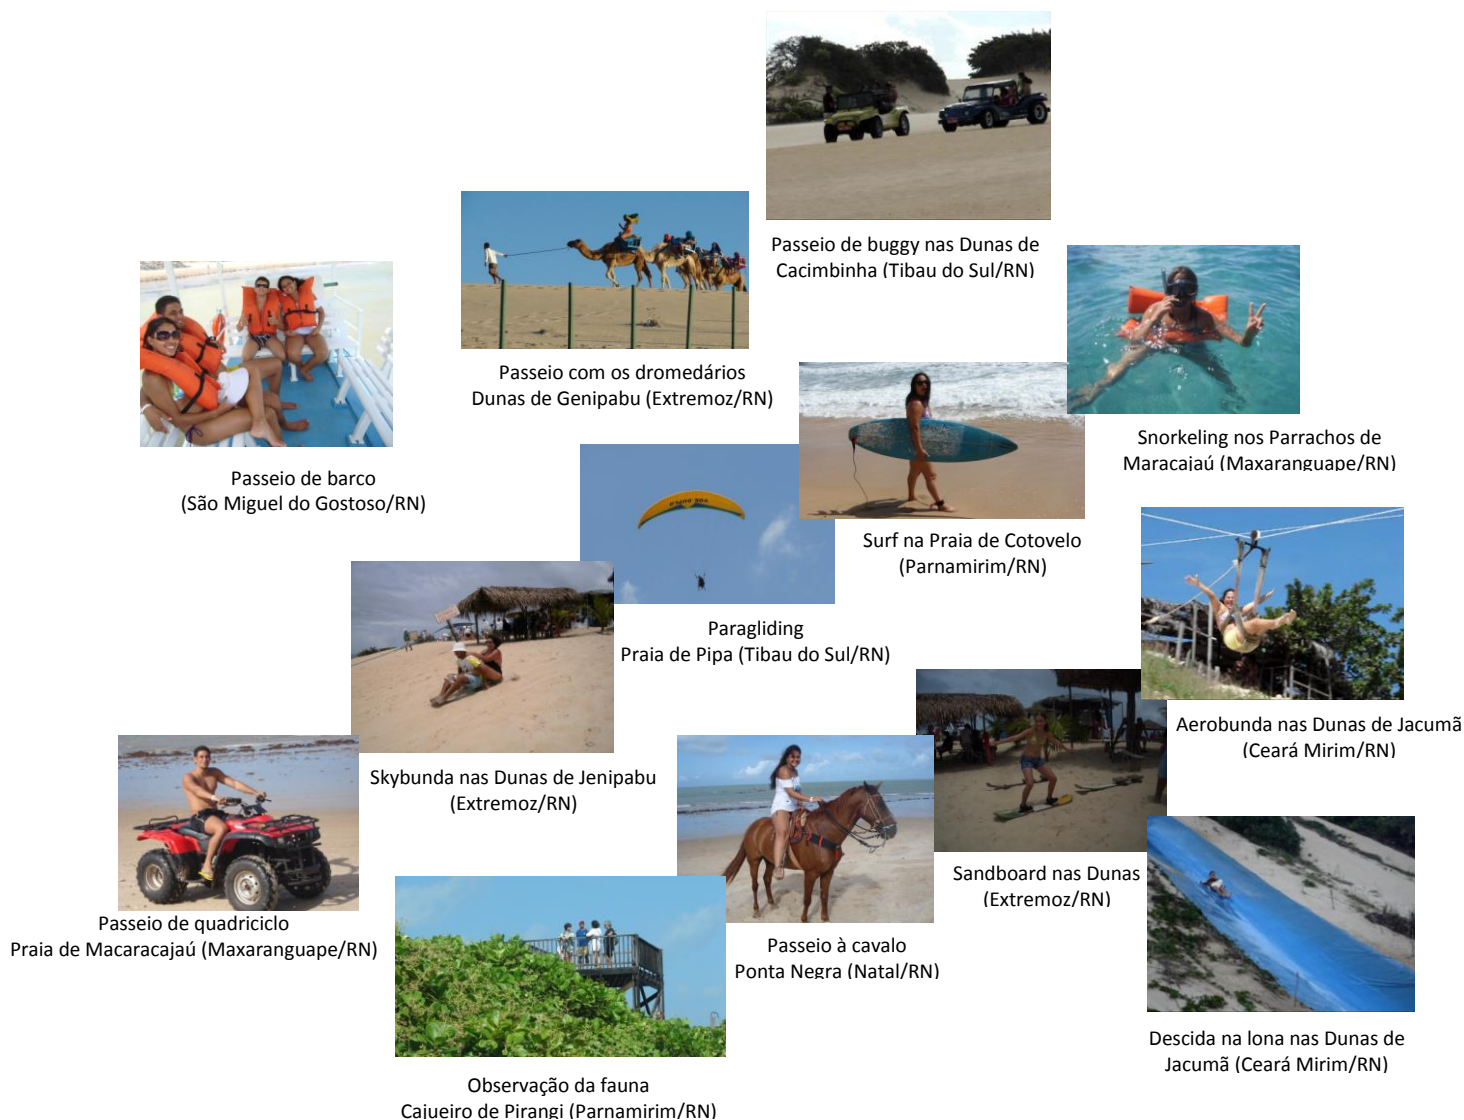 Passeio de buggy nas Dunas de
Cacimbinha (Tibau do Sul/RN)
Passeio com os dromedários
Dunas de Genipabu (Extremoz/RN)
Snorkeling nos Parrachos de
Maracajaú (Maxaranguape/RN)
Passeio de barco
(São Miguel do Gostoso/RN)
Surf na Praia de Cotovelo
(Parnamirim/RN)
Paragliding
Praia de Pipa (Tibau do Sul/RN)
Aerobunda nas Dunas de Jacumã
(Ceará Mirim/RN)
Skybunda nas Dunas de Jenipabu
(Extremoz/RN)
Sandboard nas Dunas
(Extremoz/RN)
Passeio de quadriciclo
Praia de Macaracajaú (Maxaranguape/RN)
Passeio à cavalo
Ponta Negra (Natal/RN)
Descida na lona nas Dunas de
Jacumã (Ceará Mirim/RN)
Observação da fauna
Cajueiro de Pirangi (Parnamirim/RN)